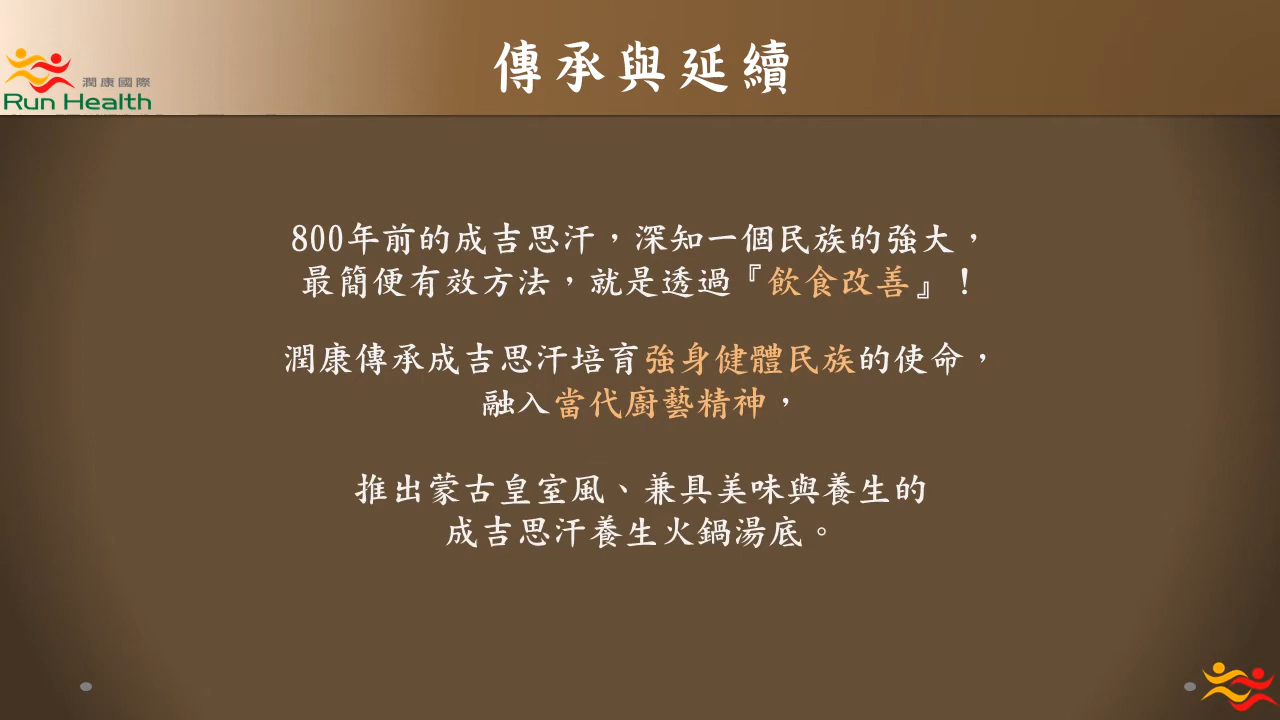 傳承與延續
潤康國際
Run Health
800年前的成吉思汗，深知一個民族的強大，
最簡便有效方法，就是透過『飲食改善』！
潤康傳承成吉思汗培育強身健體民族的使命，
融入當代廚藝精神，
推出蒙古皇室風、兼具美味與養生的
成吉思汗養生火鍋湯底。